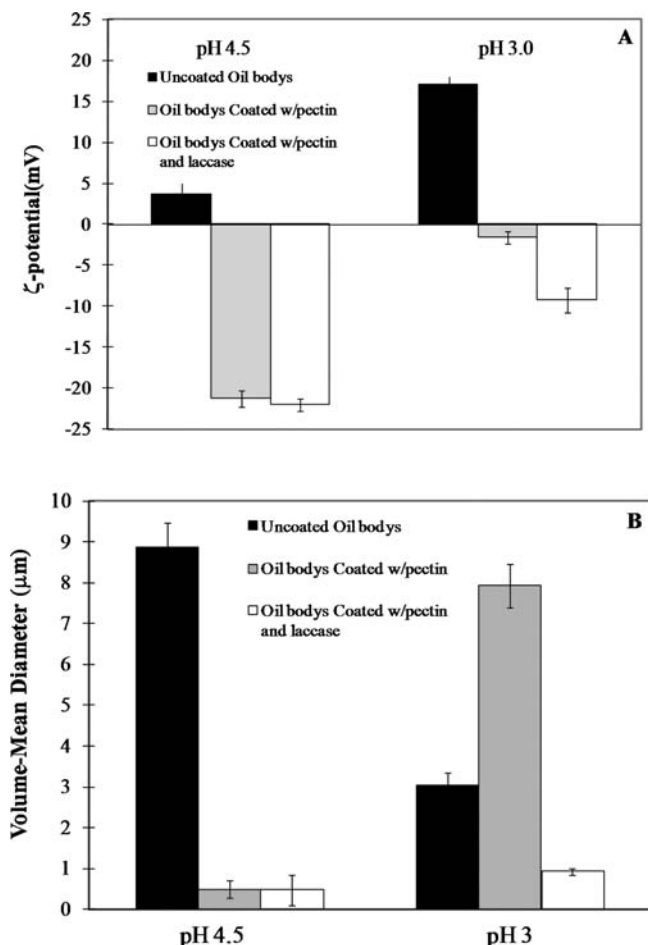 25
20
15
10
5
0
-5
-10
-15
-20
-25
ζ-potential(mV)
pH 4.5
pH 3.0
A
Uncoated Oil bodys
Oil bodys Coated w/pectin
Oil bodys Coated w/pectin
and laccase
10
9
8
7
6
5
4
3
2
1
0
Volume-Mean Diameter (μm)
B
Uncoated Oil bodys
Oil bodys Coated w/pectin
Oil bodys Coated w/pectin
and laccase
pH 4.5
pH 3